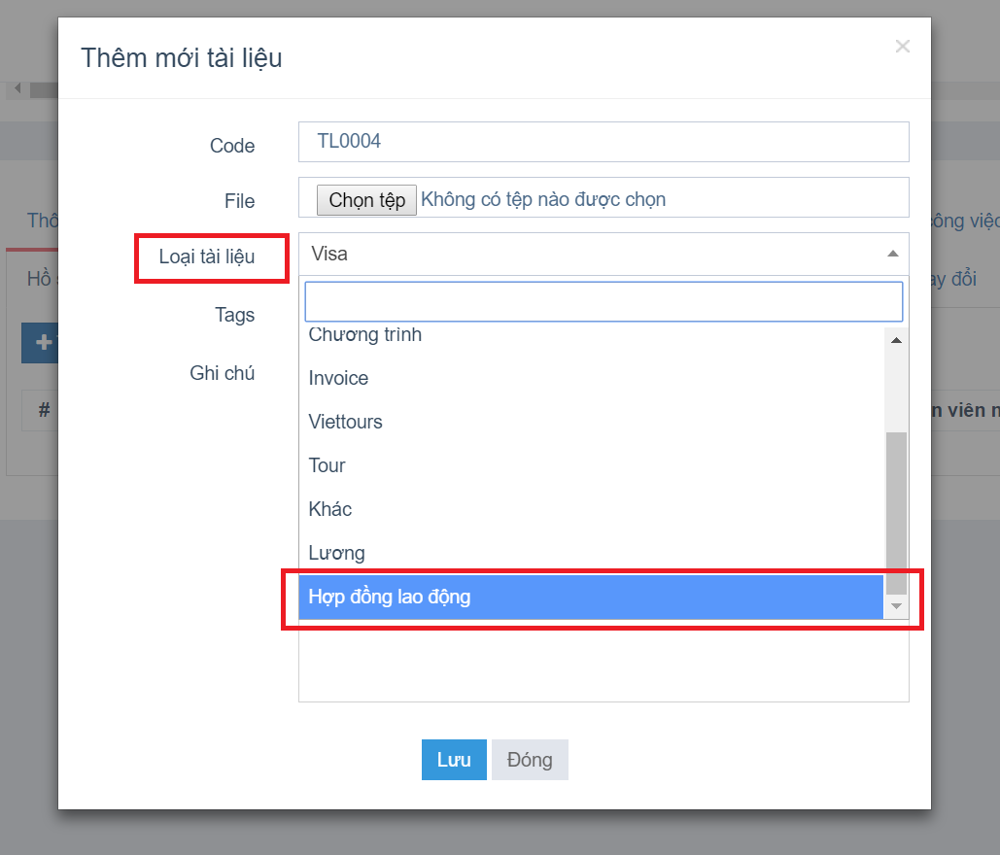 Thêm mới tài liệu
×
Code
TL0004
File
Chọn tệp Không có tệp nào được chọn
Loại tài liệu
Visa
Tags
Chương trình
Ghi chú
Invoice
Viettours
Tour
Khác
Lương
Hợp đồng lao động
Lưu
Đóng
Hồ
#
công việc
ay đổi
n viên